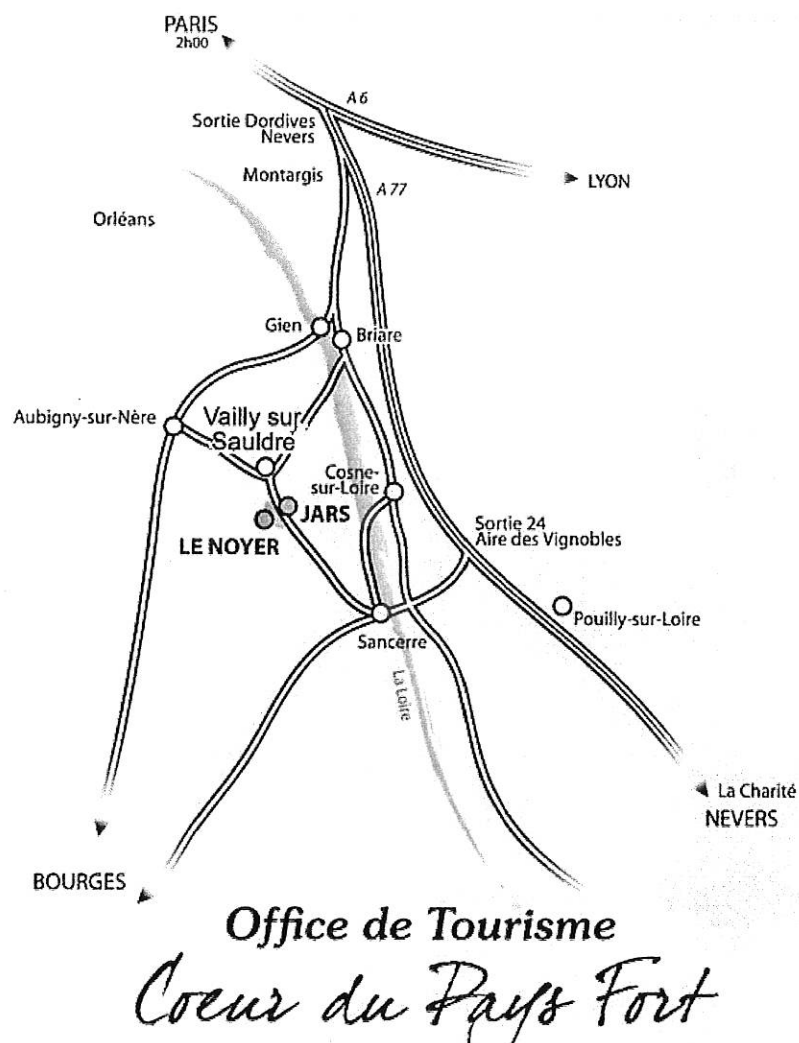 PARIS
2h00
A6
Sortie Dordives
Nevers
Montargis
LYON
A77
Orléans
Gien
Briare
Aubigny-sur-Nère
Vailly sur
Sauldre
Cosne-
sur-Loire
JARS
LE NOYER
Sortie 24
Aire des Vignobles
Pouilly-sur-Loire
Sancerre
La Loire
La Charité
NEVERS
BOURGES
Office de Tourisme
Coeur du Pays Fort